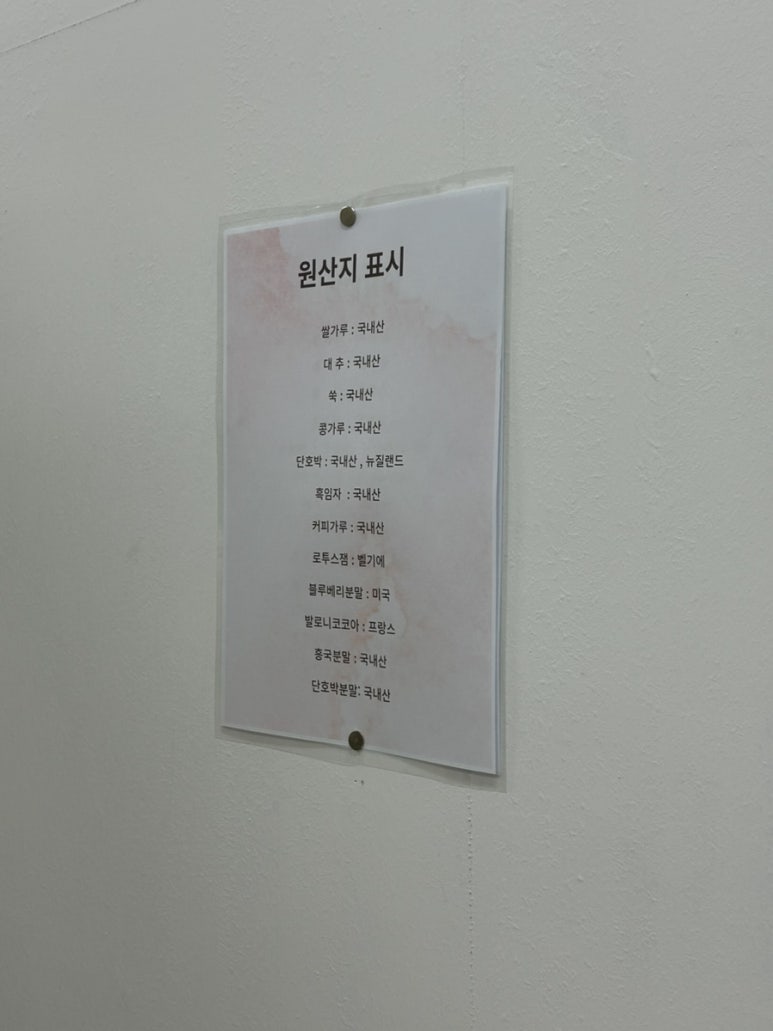 원산지 표시
쌀가루 : 국내산
대 추 : 국내산
쑥 : 국내산
콩가루 : 국내산
단호박 : 국내산 , 뉴질랜드
흑임자 : 국내산
커피가루 : 국내산
로투스잼 : 벨기에
블루베리분말 : 미국
발로니코코아 : 프랑스
홍국분말 : 국내산
단호박분말: 국내산